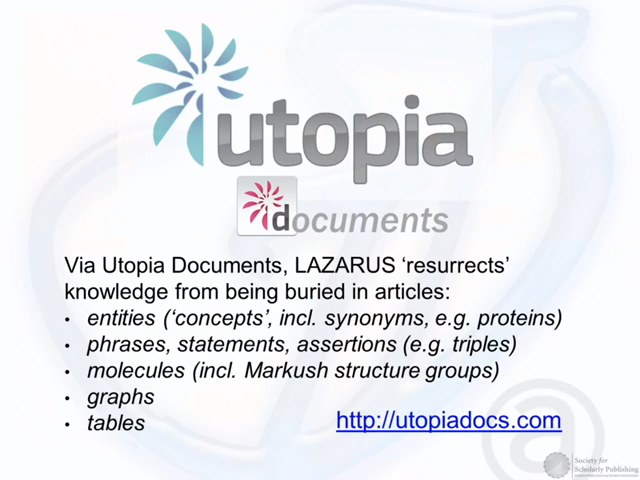 utopia
documents
Via Utopia Documents, LAZARUS ‘resurrects’
knowledge from being buried in articles:
• entities (‘concepts’, incl. synonyms, e.g. proteins)
• phrases, statements, assertions (e.g. triples)
• molecules (incl. Markush structure groups)
• graphs
• tables
http://utopiadocs.com
@
Society for
Scholarly Publishing